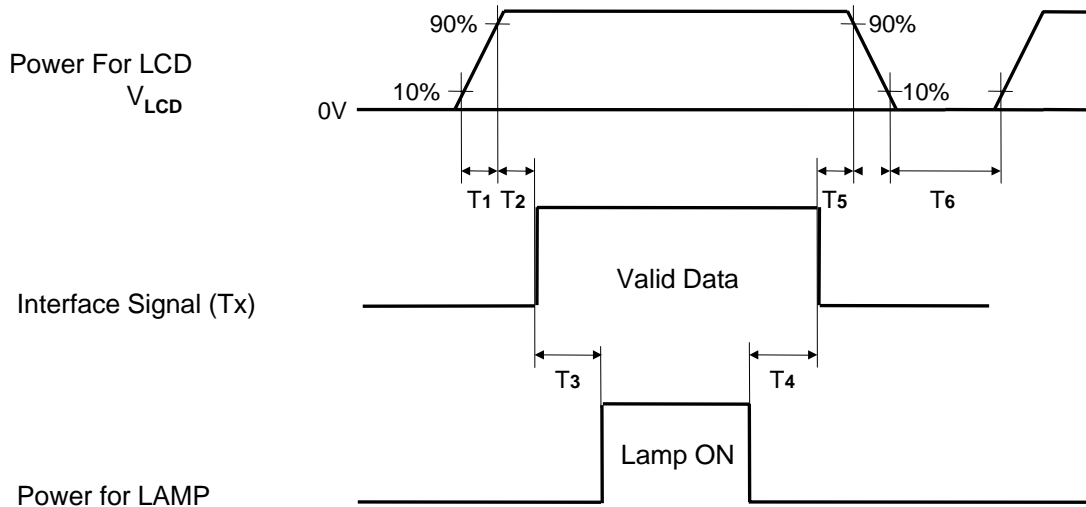 90%
90%
Power For LCD
VLCD
10%
10%
0V
T1 T2
T5
T6
Valid Data
Interface Signal (Tx)
T3
T4
Lamp ON
Power for LAMP